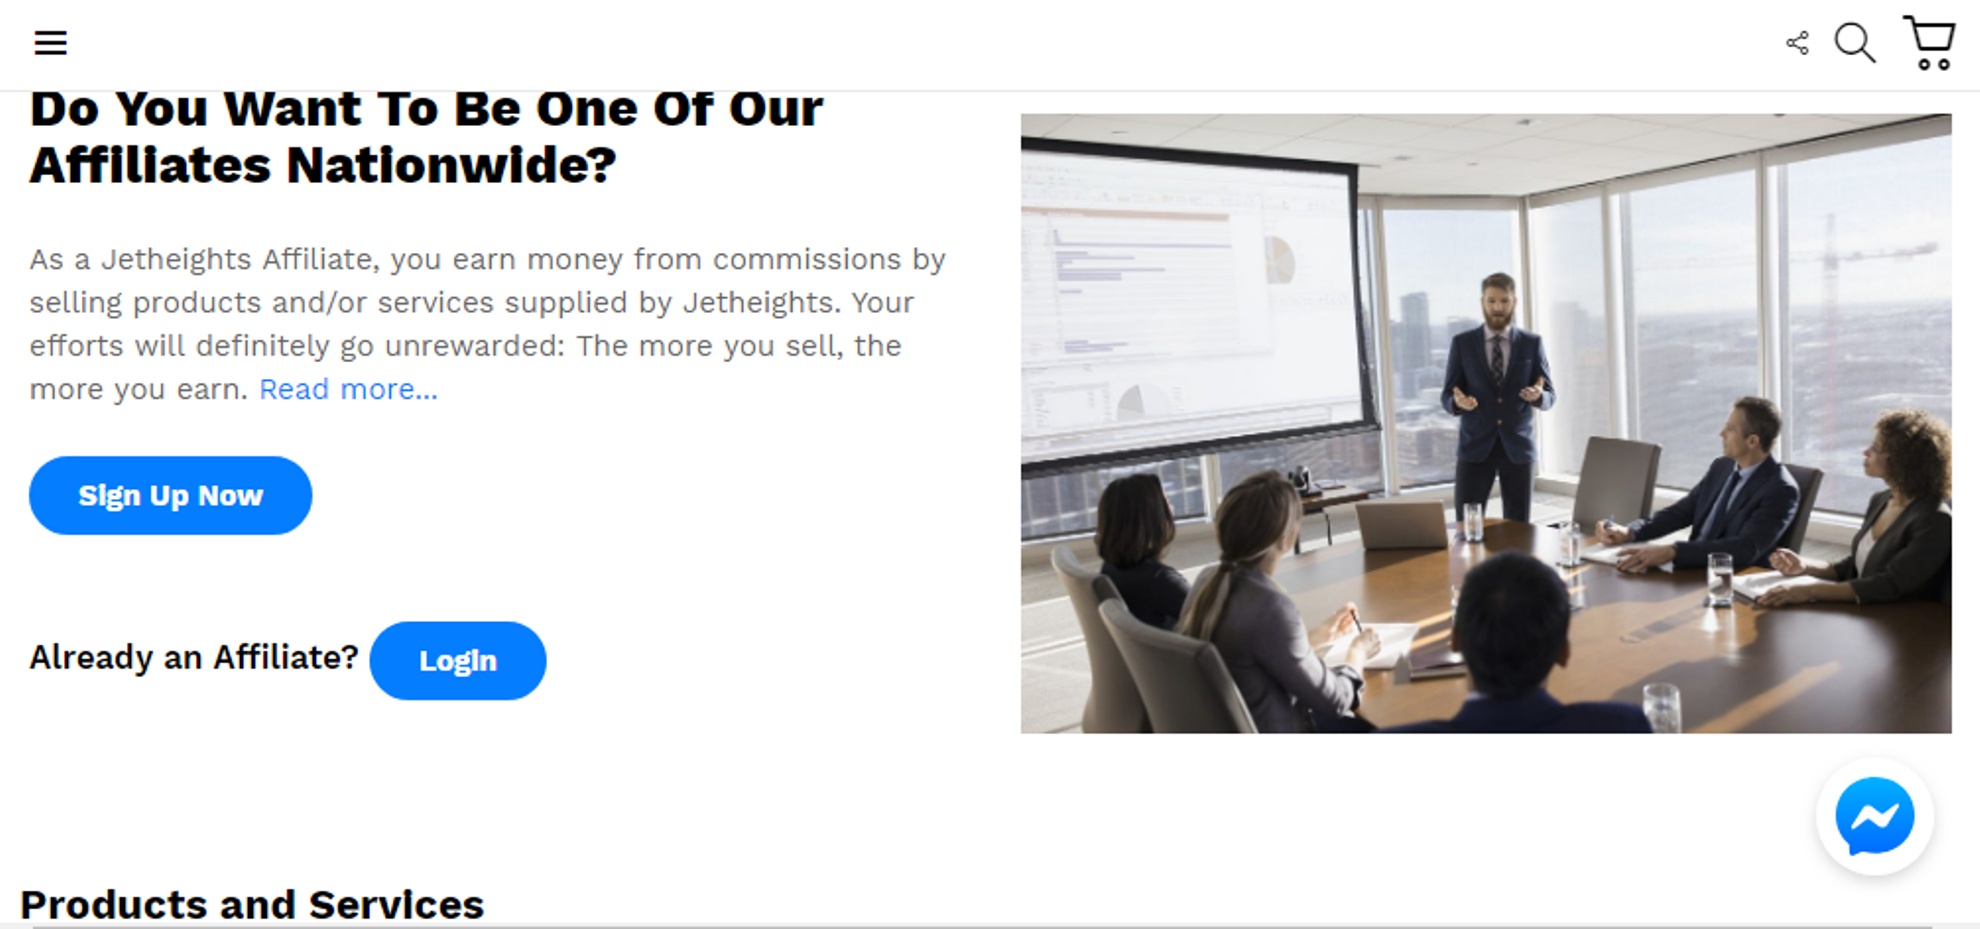 Do You Want To Be One Of Our
Affiliates Nationwide?
As a Jetheights Affiliate, you earn money from commissions by
selling products and/or services supplied by Jetheights. Your
efforts will definitely go unrewarded: The more you sell, the
more you earn. Read more...
Sign Up Now
Already an Affiliate? Login
Products and Services